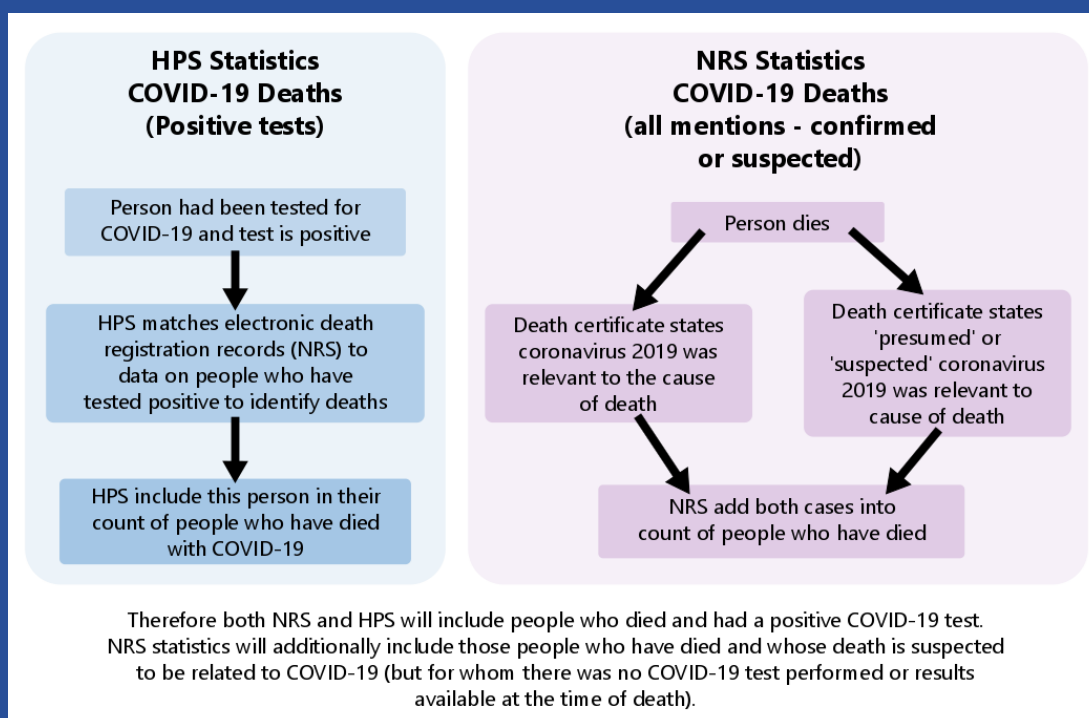 HPS Statistics
COVID-19 Deaths
(Positive tests)
Person had been tested for
COVID-19 and test is positive
HPS matches electronic death
registration records (NRS) to
data on people who have
tested positive to identify deaths
HPS include this person in their
count of people who have died
with COVID-19
NRS Statistics
COVID-19 Deaths
(all mentions - confirmed
or suspected)
Person dies
Death certificate states
coronavirus 2019 was
relevant to the cause
of death
Death certificate states
'presumed' or
'suspected' coronavirus
2019 was relevant to
cause of death
NRS add both cases into
count of people who have died
Therefore both NRS and HPS will include people who died and had a positive COVID-19 test.
NRS statistics will additionally include those people who have died and whose death is suspected
to be related to COVID-19 (but for whom there was no COVID-19 test performed or results
available at the time of death).